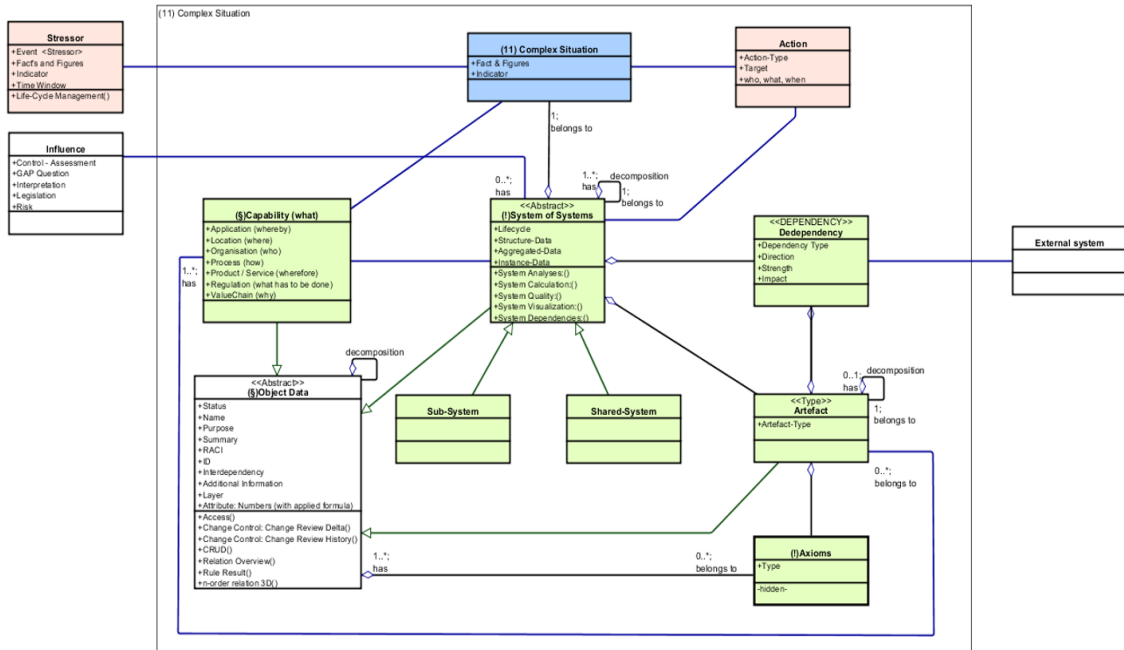 (11) Complex Situation
Stressor
+Event <Stressor>
+Facf's and Figures
+Indicator
+Time Window
+Life-Cycle Management()
(11) Complex Situation
+Fact & Figures
+Indicator
Action
+Action-Type
+Target
+who, what, when
1;
belongs to
Influence
+Control - Assessment
+GAP Question
+Interpretation
+Legislation
+Risk
0..*;
has
1..*;
has
decomposition
1;
belongs to
(§)Capability (what)
+Application (whereby)
+Location (where)
+Organisation (who)
+Process (how)
+Product / Service (wherefore)
+Regulation (what has to be done)
+ValueChain (why)
1..*;
has
<<Abstract>>
(!)System of Systems
+Lifecycle
+Structure-Data
+Aggregated-Data
+Instance-Data
+System Analyses:()
+System Calculation:()
+System Quality:()
+System Visualization:()
+System Dependencies:()
<<DEPENDENCY>>
Dedependency
+Dependency Type
+Direction
+Strength
+Impact
External system
decomposition
<<Abstract>>
(§)Object Data
+Status
+Name
+Purpose
+Summary
+RACI
+ID
+Interdependency
+Additional Information
+Layer
+Attribute: Numbers (with applied formula)
+Access()
+Change Control: Change Review Delta()
+Change Control: Change Review History()
+CRUD()
+Relation Overview()
+Rule Result()
+n-order relation 3D()
Sub-System
Shared-System
0..1;
has
decomposition
1;
belongs to
<<Type>>
Artefact
+Artefact-Type
0..*;
belongs to
1..*;
has
0..*;
belongs to
(!)Axioms
+Type
-hidden-